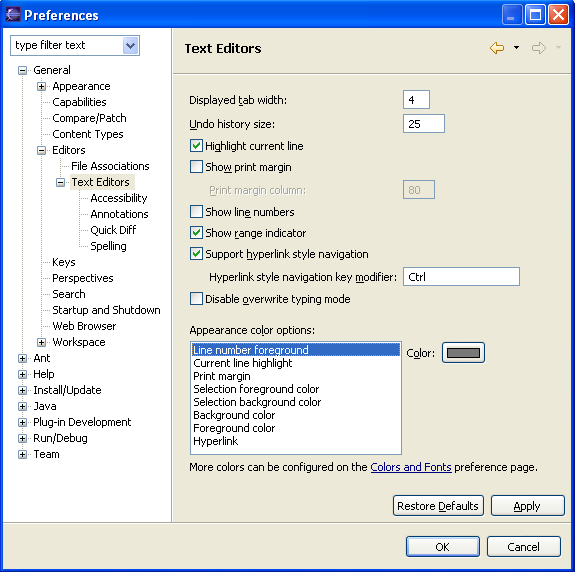 Preferences
type filter text
General
Appearance
Capabilities
Compare/Patch
Content Types
Editors
File Associations
Text Editors
Accessibility
Annotations
Quick Diff
Spelling
Keys
Perspectives
Search
Startup and Shutdown
Web Browser
Workspace
Ant
Help
Install/Update
Java
Plug-in Development
Run/Debug
Team
Text Editors
Displayed tab width: 4
Undo history size: 25
Highlight current line
Show print margin
Print margin column: 80
Show line numbers
Show range indicator
Support hyperlink style navigation
Hyperlink style navigation key modifier: Ctrl
Disable overwrite typing mode
Appearance color options:
Line number foreground
Current line highlight
Print margin
Selection foreground color
Selection background color
Background color
Foreground color
Hyperlink
Color:
More colors can be configured on the Colors and Fonts preference page.
Restore Defaults Apply
OK Cancel